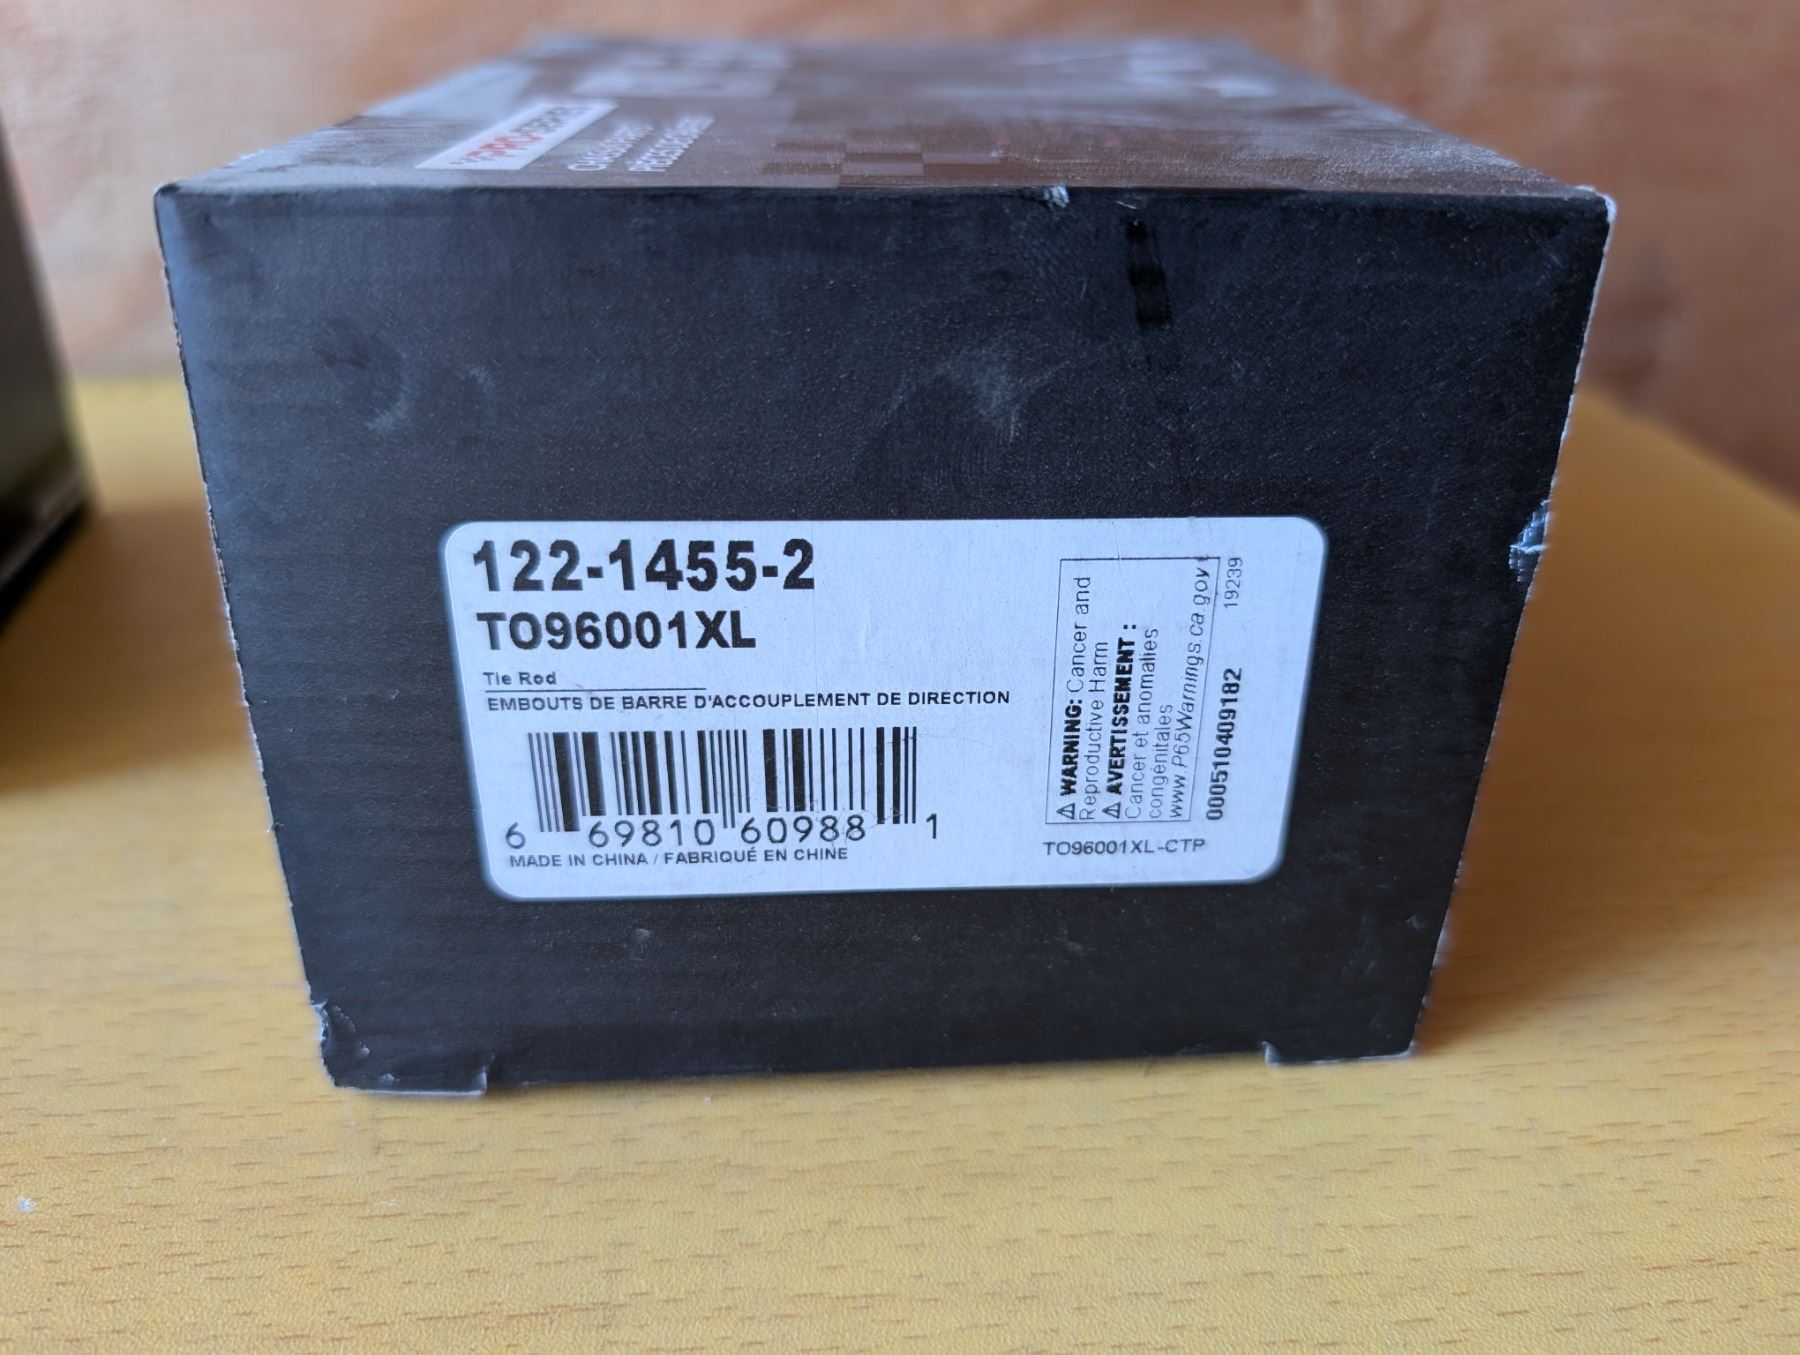 122-1455-2
TO96001XL
Tie Rod
EMBOUTS DE BARRE D'ACCOUPLEMENT DE DIRECTION
6 69810 60988 1
MADE IN CHINA / FABRIQUÉ EN CHINE
⚠ WARNING: Cancer and
Reproductive Harm
⚠ AVERTISSEMENT :
Cancer et anomalies
congénitales
www.P65Warnings.ca.gov
19239
000510409182
TO96001XL-CTP